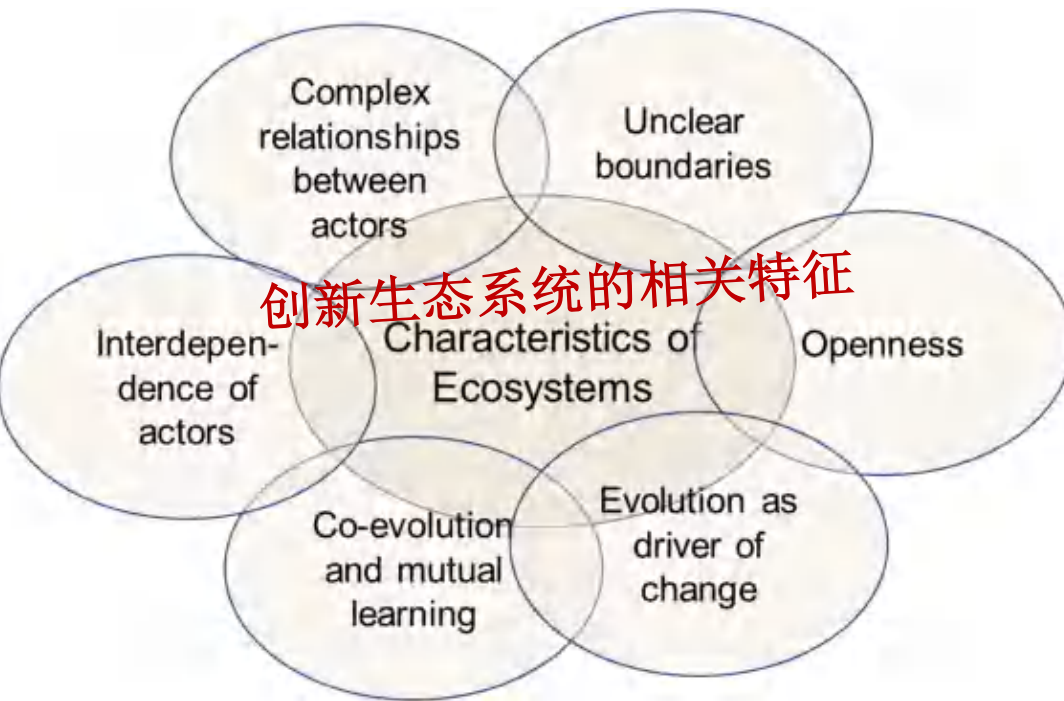 Complex
relationships
between
actors
Unclear
boundaries
创新生态系统的相关特征
Characteristics of
Ecosystems
Interdepen-
dence of
actors
Openness
Co-evolution
and mutual
learning
Evolution as
driver of
change